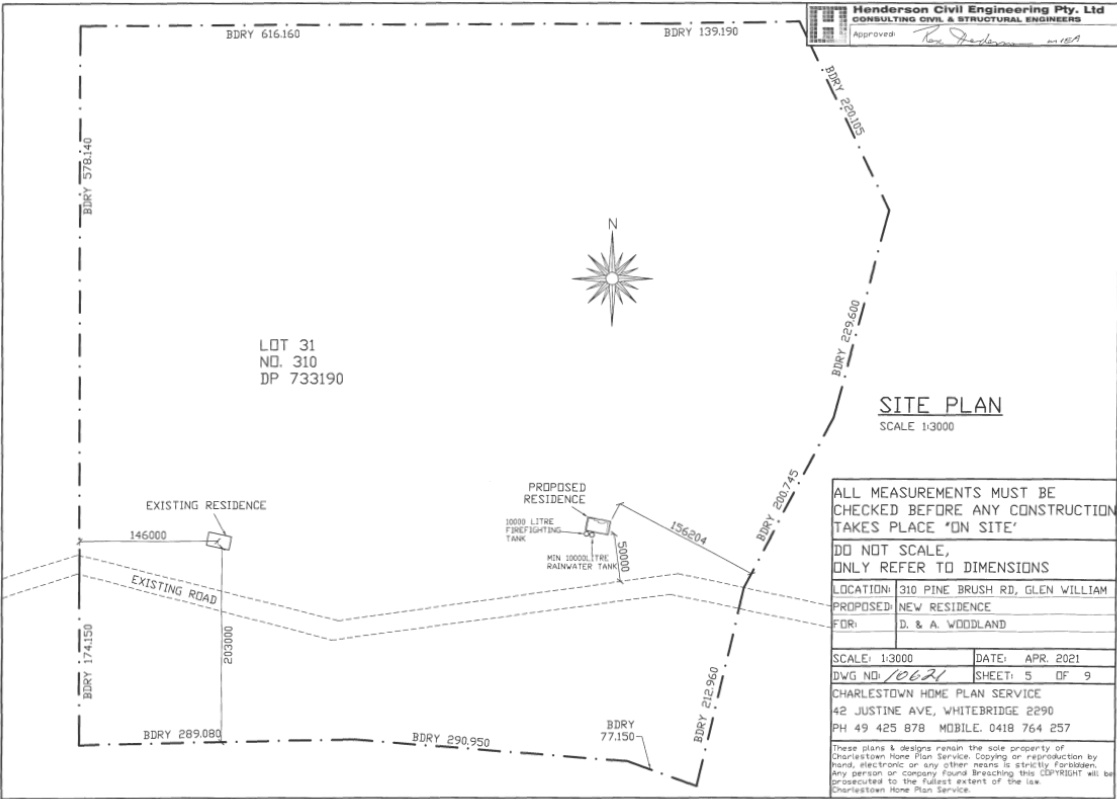 Henderson Civil Engineering Pty. Ltd
CONSULTING CIVIL & STRUCTURAL ENGINEERS
Approved:
BDRY 616.160
BDRY 139.190
BDRY 220.105
BDRY 578.140
N
BDRY 229.600
LOT 31
NO. 310
DP 733190
SITE PLAN
SCALE 1:3000
BDRY 200.745
EXISTING RESIDENCE
146000
PROPOSED
RESIDENCE
10000 LITRE
FIREFIGHTING
TANK
MIN 10000LITRE
RAINWATER TANK
50000
156204
EXISTING ROAD
203000
BDRY 174.150
BDRY 289.080
BDRY 290.950
BDRY
77.150
BDRY 212.960
ALL MEASUREMENTS MUST BE
CHECKED BEFORE ANY CONSTRUCTION
TAKES PLACE "ON SITE'
DO NOT SCALE,
ONLY REFER TO DIMENSIONS
LOCATION: 310 PINE BRUSH RD, GLEN WILLIAM
PROPOSED: NEW RESIDENCE
FOR: D. & A. WOODLAND
SCALE: 1:3000 DATE: APR. 2021
DWG NO: 10621 SHEET: 5 OF 9
CHARLESTOWN HOME PLAN SERVICE
42 JUSTINE AVE, WHITEBRIDGE 2290
PH 49 425 878 MOBILE. 0418 764 257
These plans & designs remain the sole property of
Charlestown Home Plan Service. Copying or reproduction by
hand, electronic or any other means is strictly forbidden.
Any person or company found Breaching this COPYRIGHT will be
prosecuted to the fullest extent of the law.
Charlestown Home Plan Service.